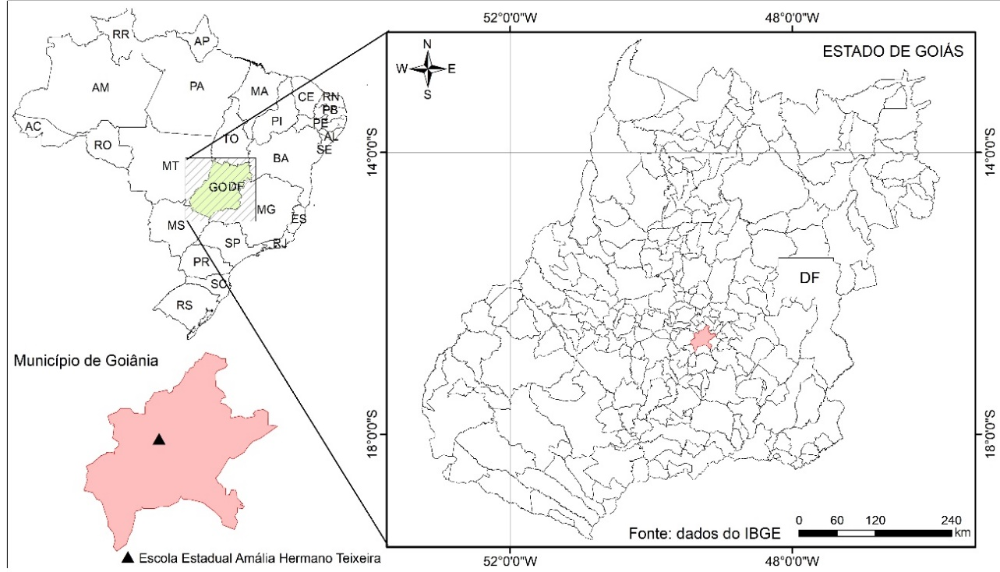 52°0'0"W
48°0'0"W
RR
AP
AM
PA
MA
CE
RN
PB
PE
AL
SE
PI
AC
RO
TO
BA
MT
GO
DF
MG
ES
MS
SP
RJ
PR
SC
RS
N
W
E
S
ESTADO DE GOIÁS
14°0'0"S
14°0'0"S
DF
18°0'0"S
18°0'0"S
Município de Goiânia
Escola Estadual Amália Hermano Teixeira
Fonte: dados do IBGE
0 60 120 240
km
52°0'0"W
48°0'0"W